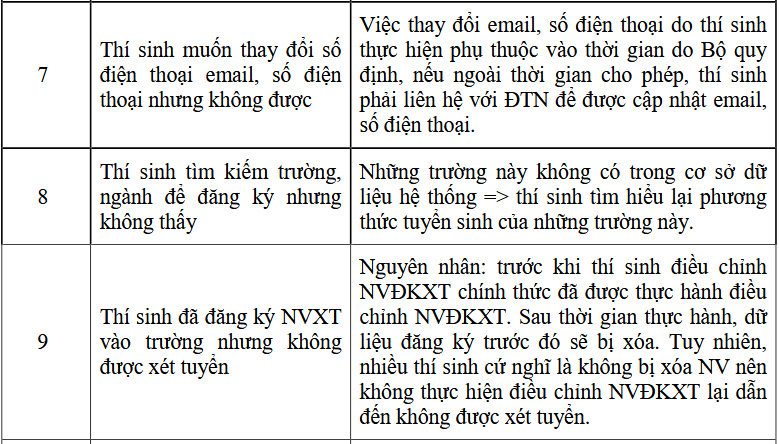 7
Thí sinh muốn thay đổi số
điện thoại email, số điện
thoại nhưng không được
Việc thay đổi email, số điện thoại do thí sinh
thực hiện phụ thuộc vào thời gian do Bộ quy
định, nếu ngoài thời gian cho phép, thí sinh
phải liên hệ với ĐTN để được cập nhật email,
số điện thoại.
8
Thí sinh tìm kiếm trường,
ngành để đăng ký nhưng
không thấy
Những trường này không có trong cơ sở dữ
liệu hệ thống => thí sinh tìm hiểu lại phương
thức tuyển sinh của những trường này.
9
Thí sinh đã đăng ký NVXT
vào trường nhưng không
được xét tuyển
Nguyên nhân: trước khi thí sinh điều chỉnh
NVĐKXT chính thức đã được thực hành điều
chỉnh NVĐKXT. Sau thời gian thực hành, dữ
liệu đăng ký trước đó sẽ bị xóa. Tuy nhiên,
nhiều thí sinh cứ nghĩ là không bị xóa NV nên
không thực hiện điều chỉnh NVĐKXT lại dẫn
đến không được xét tuyển.